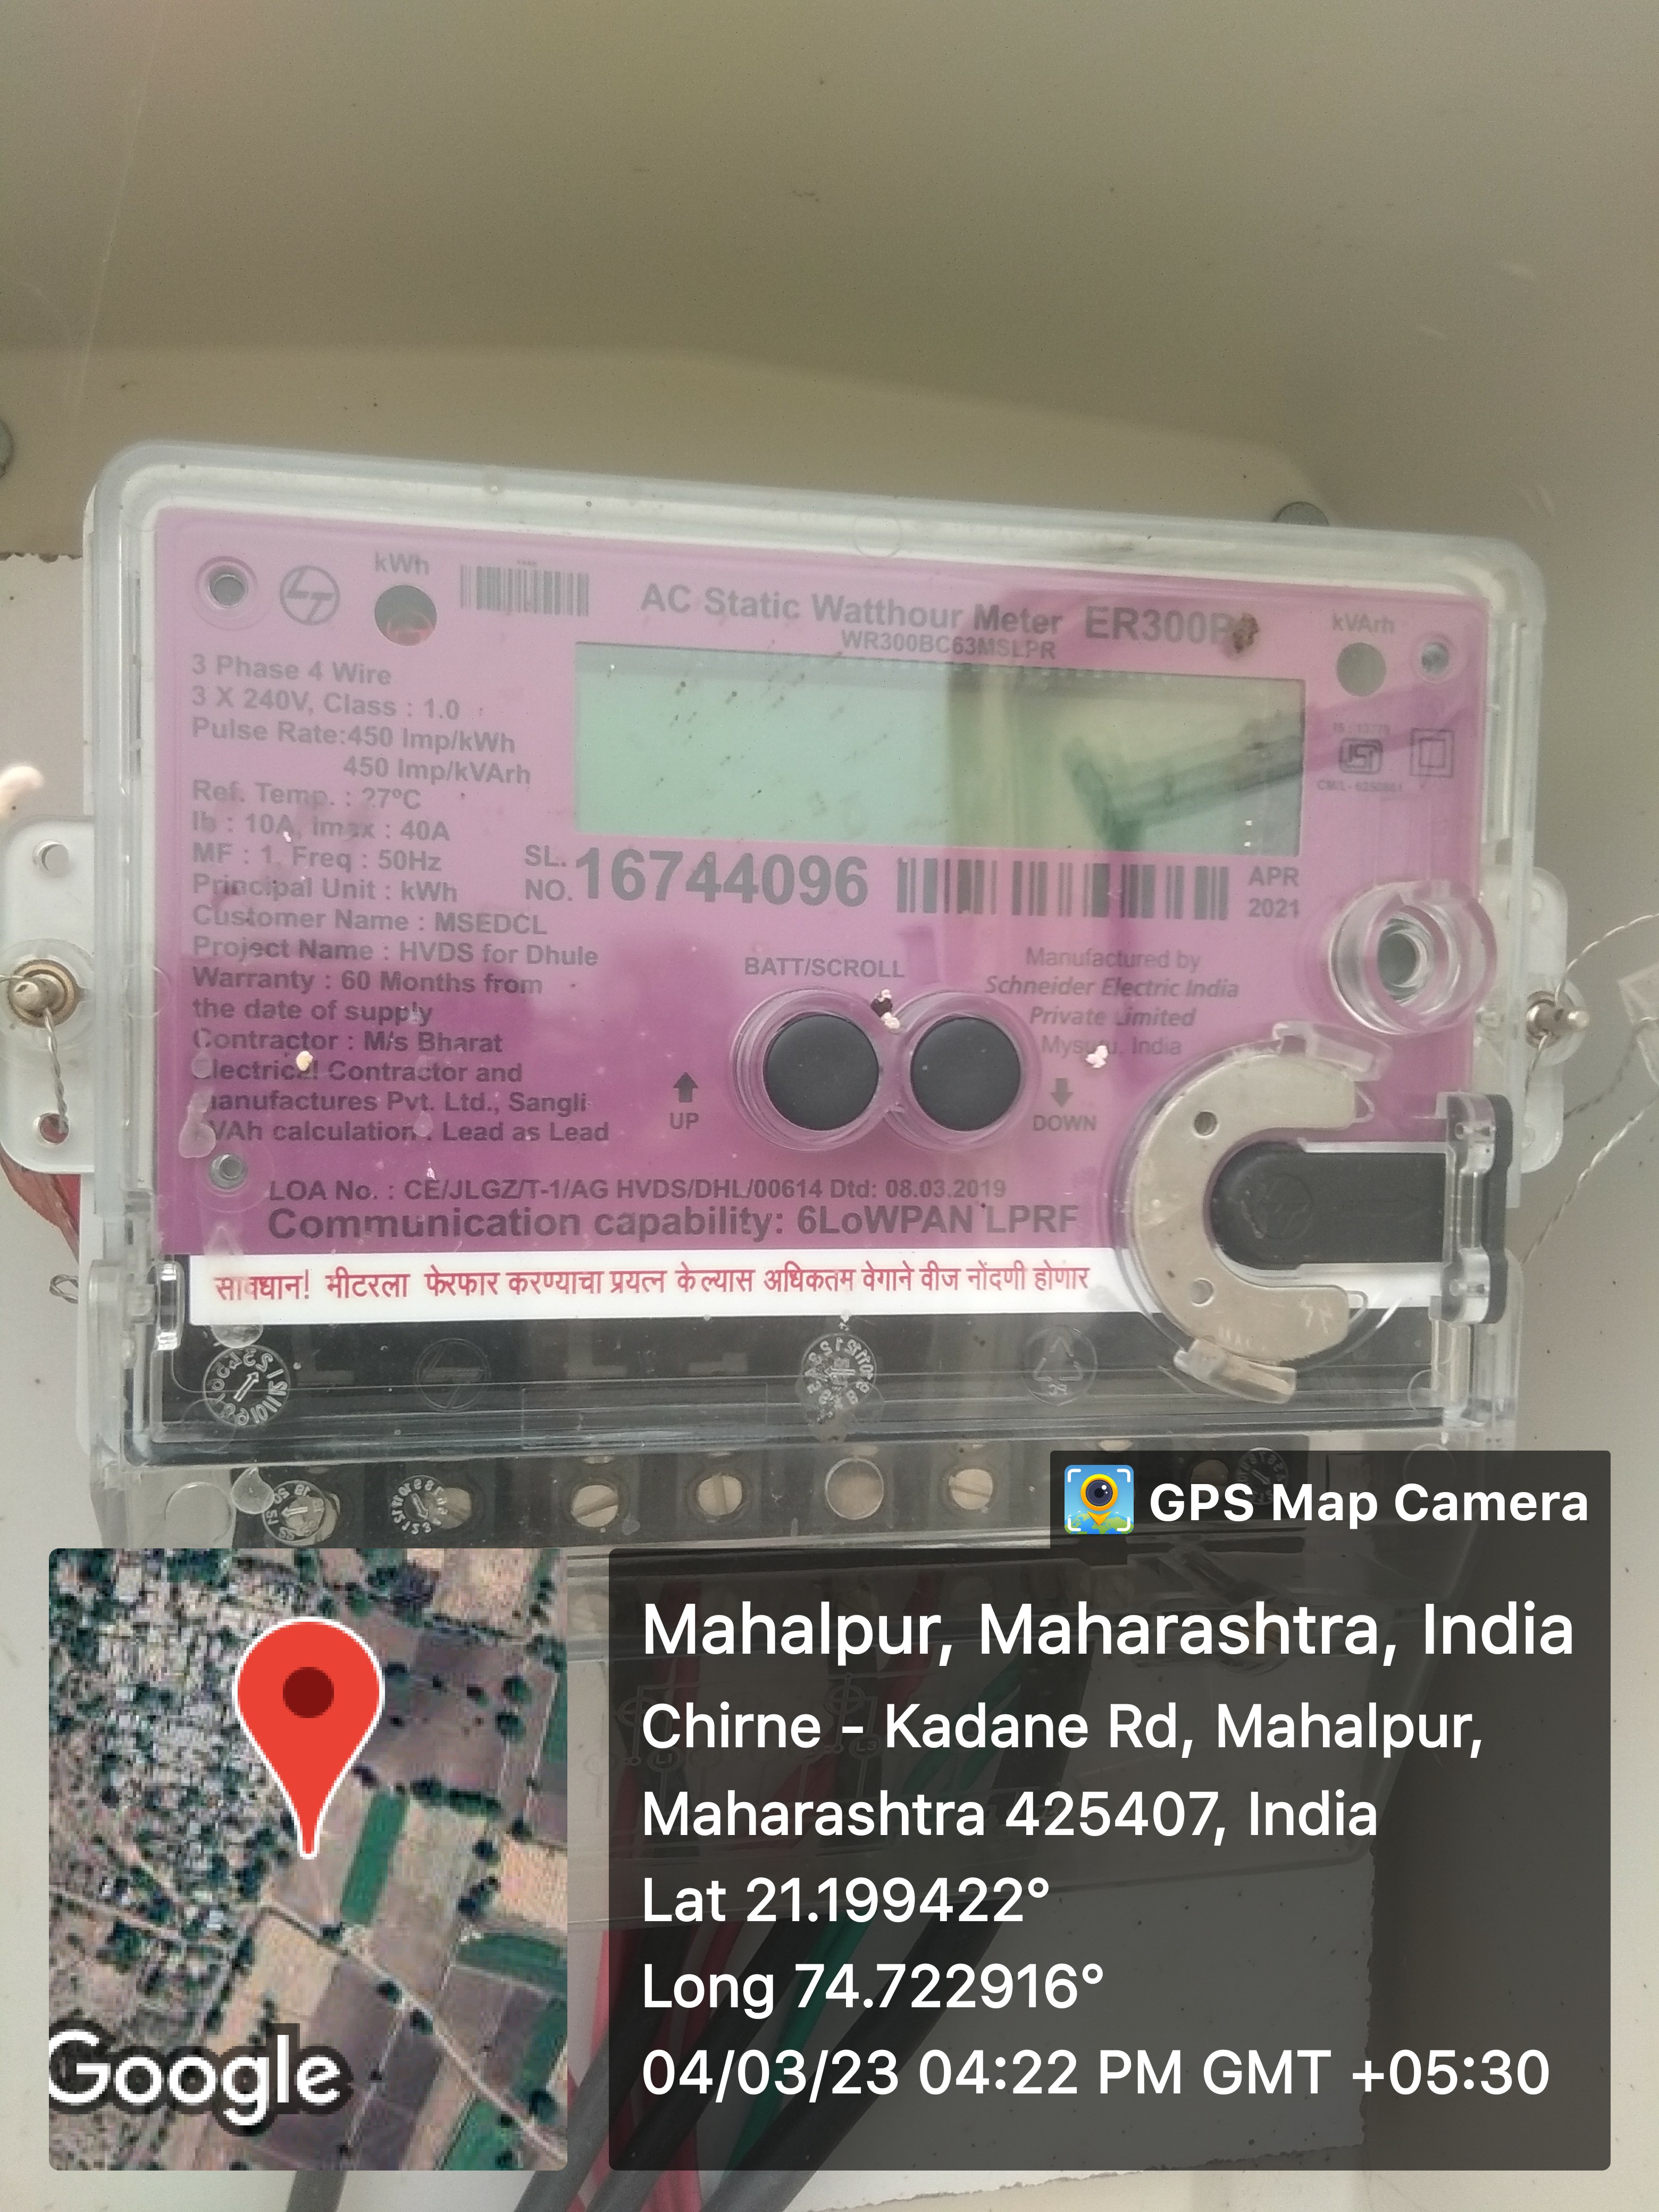 kWh
AC Static Watthour Meter
WR300BC63MSLPR
kVArh
3 Phase 4 Wire
3 X 240V, Class : 1.0
Pulse Rate:450 Imp/kWh
450 Imp/kVArh
Ref. Temp. : 27ºC
Ib : 10A, Imax : 40A
MF : 1, Freq : 50Hz
Principal Unit : kWh
Customer Name : MSEDCL
Project Name : HVDS for Dhule
Warranty : 60 Months from
the date of supply
Contractor : M/s Bharat
Electrical Contractor and
Pvt. Ltd., Sangli
calculation : Lead as Lead
SL.
NO. 16744096
APR
2021
BATT/SCROLL
UP
DOWN
Manufactured by
Schneider Electric India
Private Limited
India
LOA No. : CE/JLGZ/T-1/AG HVDS/DHL/00614 Dtd: 08.03.2019
Communication capability: 6LoWPAN LPRF
सावधान! मीटरला फेरफार करण्याचा प्रयत्न केल्यास अधिकतम वेगाने वीज नोंदणी होणार
GPS Map Camera
Mahalpur, Maharashtra, India
Chirne - Kadane Rd, Mahalpur,
Maharashtra 425407, India
Lat 21.199422°
Long 74.722916°
04/03/23 04:22 PM GMT +05:30
Google